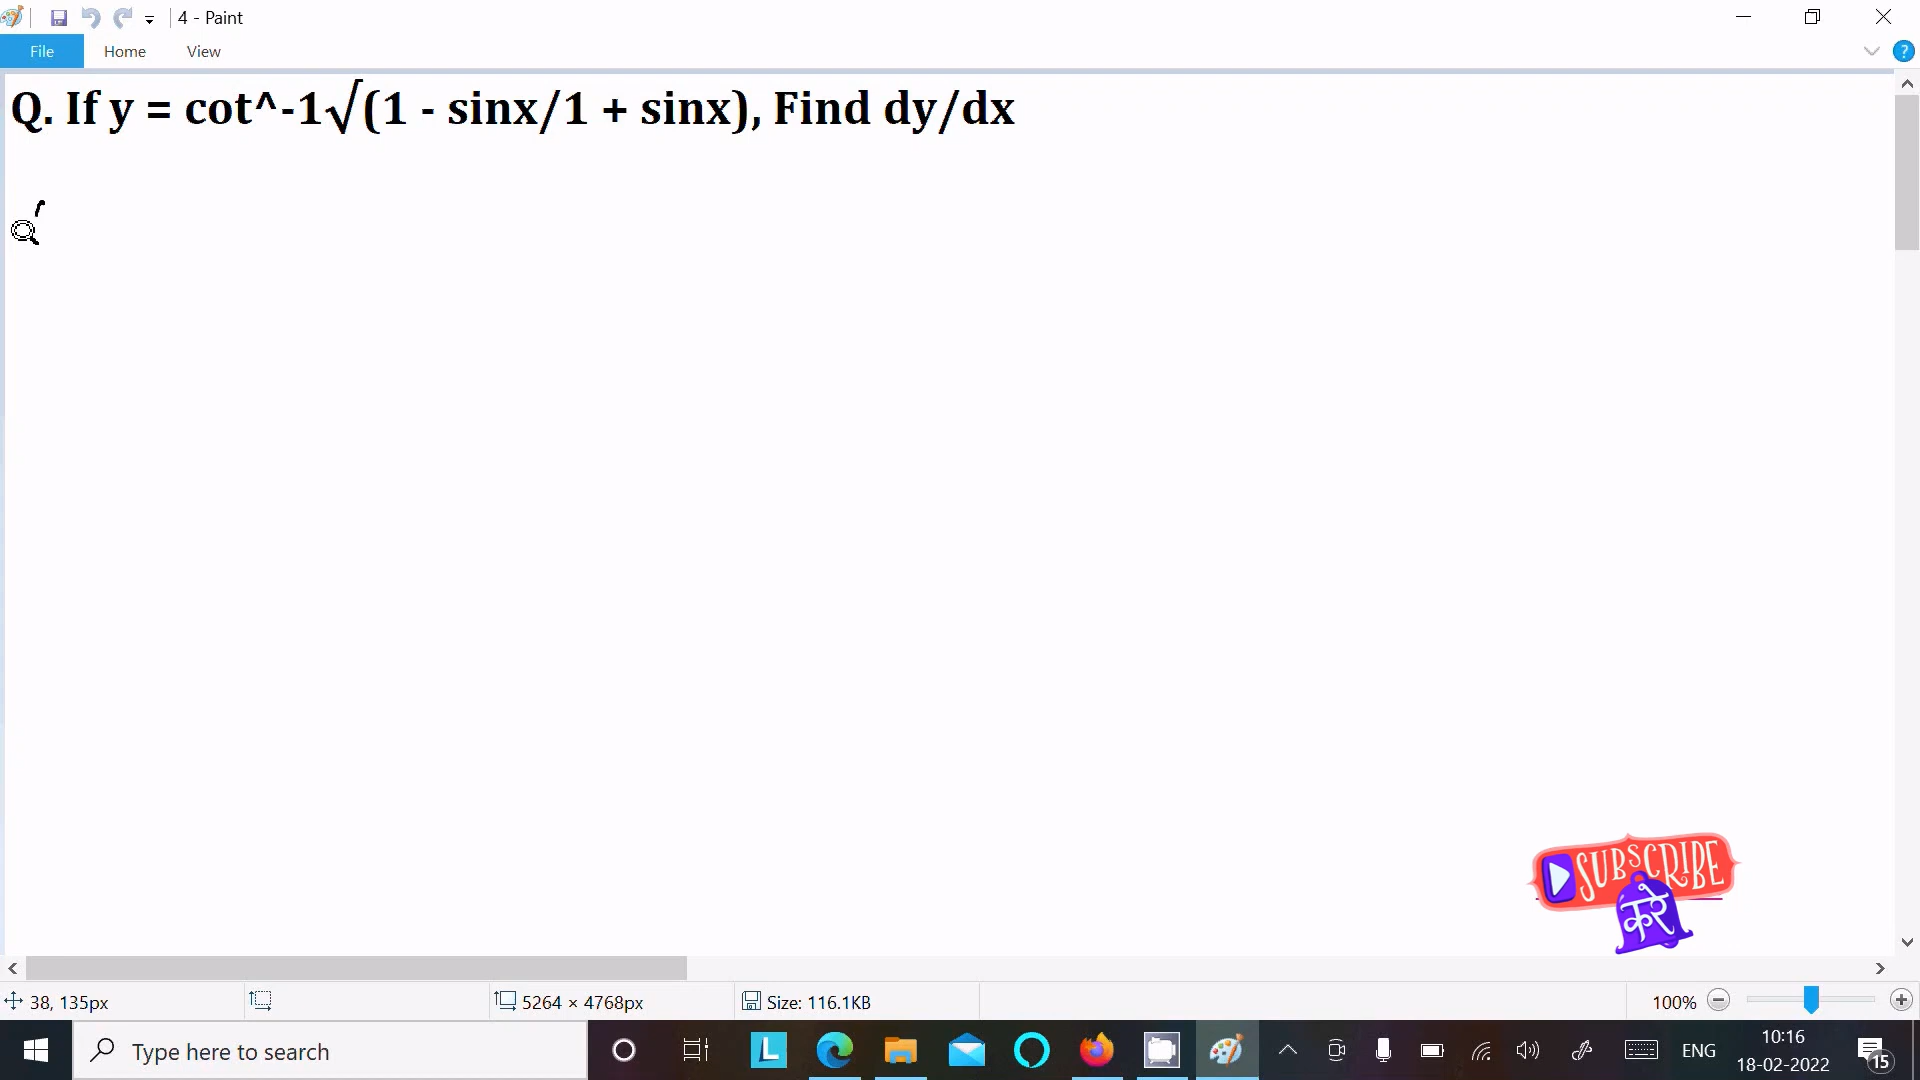 4 - Paint
File Home View
Q. If y = cot^-1√(1 - sinx/1 + sinx), Find dy/dx
SUBSCRIBE
करे
38, 135px 5264 × 4768px Size: 116.1KB 100%
Type here to search L ENG 10:16
18-02-2022 15